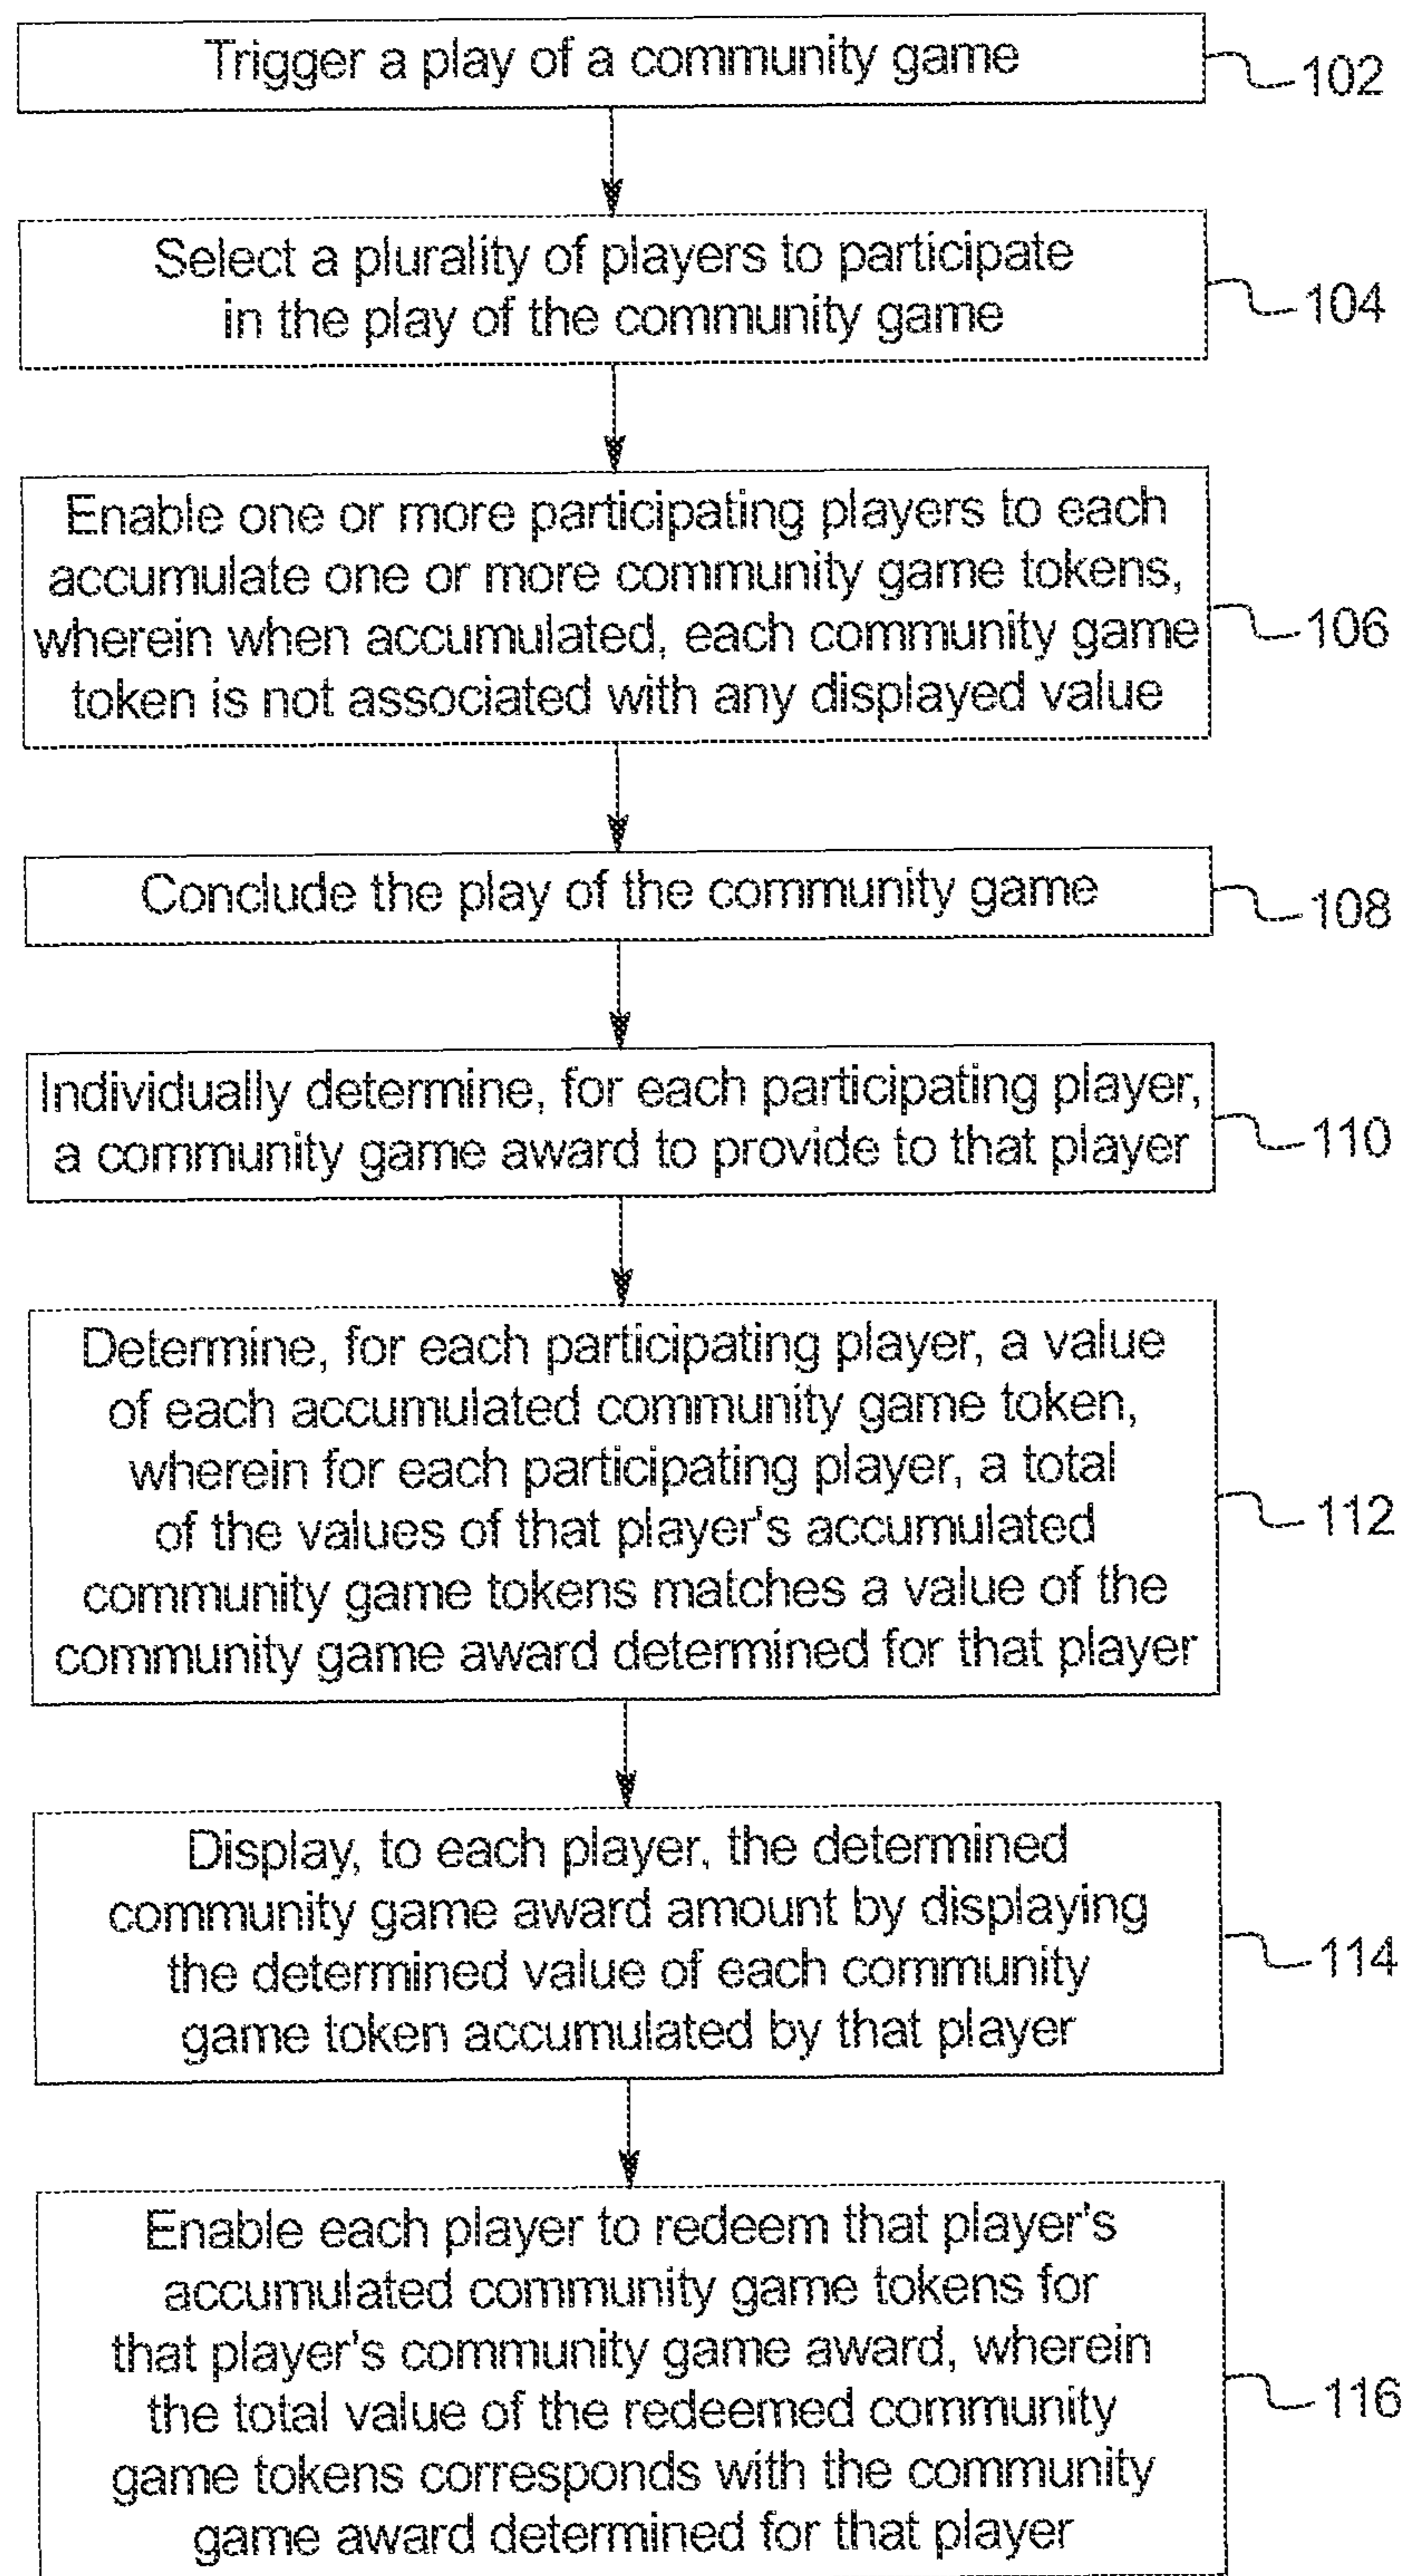 Trigger a play of a community game
102
Select a plurality of players to participate
in the play of the community game
104
Enable one or more participating players to each
accumulate one or more community game tokens,
wherein when accumulated, each community game
token is not associated with any displayed value
106
Conclude the play of the community game
108
Individually determine, for each participating player,
a community game award to provide to that player
110
Determine, for each participating player, a value
of each accumulated community game token,
wherein for each participating player, a total
of the values of that player's accumulated
community game tokens matches a value of the
community game award determined for that player
112
Display, to each player, the determined
community game award amount by displaying
the determined value of each community
game token accumulated by that player
114
Enable each player to redeem that player's
accumulated community game tokens for
that player's community game award, wherein
the total value of the redeemed community
game tokens corresponds with the community
game award determined for that player
116